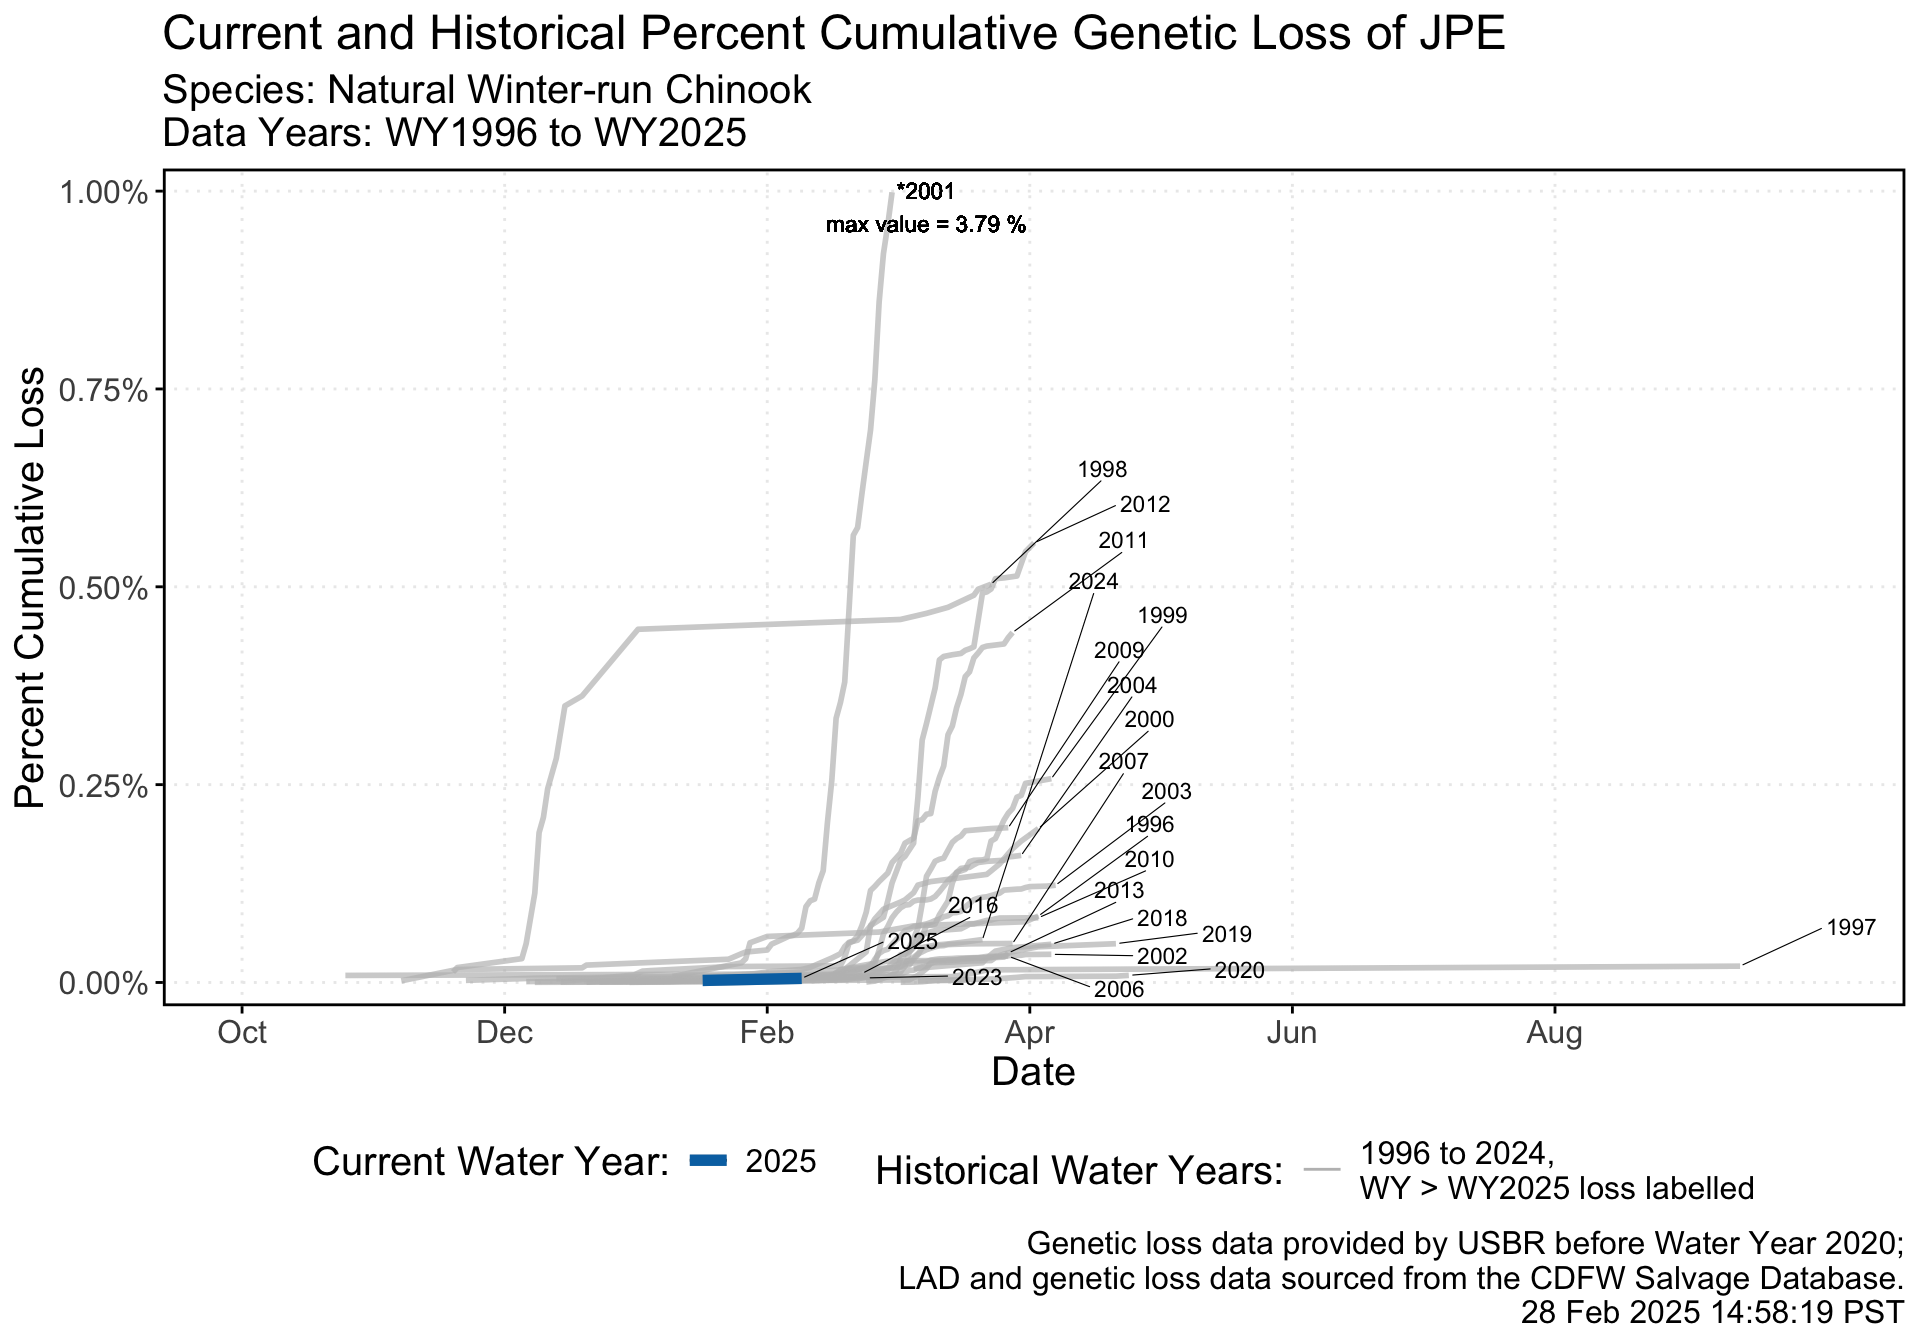 Current and Historical Percent Cumulative Genetic Loss of JPE
Species: Natural Winter-run Chinook
Data Years: WY1996 to WY2025
Percent Cumulative Loss
1.00%
0.75%
0.50%
0.25%
0.00%
*2001
max value = 3.79 %
1998
2012
2011
2024
1999
2009
2004
2000
2007
2003
1996
2010
2013
2016
2018
1997
2019
2025
2002
2020
2023
2006
Oct
Dec
Feb
Apr
Jun
Aug
Date
Current Water Year:
2025
Historical Water Years:
1996 to 2024,
WY > WY2025 loss labelled
Genetic loss data provided by USBR before Water Year 2020;
LAD and genetic loss data sourced from the CDFW Salvage Database.
28 Feb 2025 14:58:19 PST